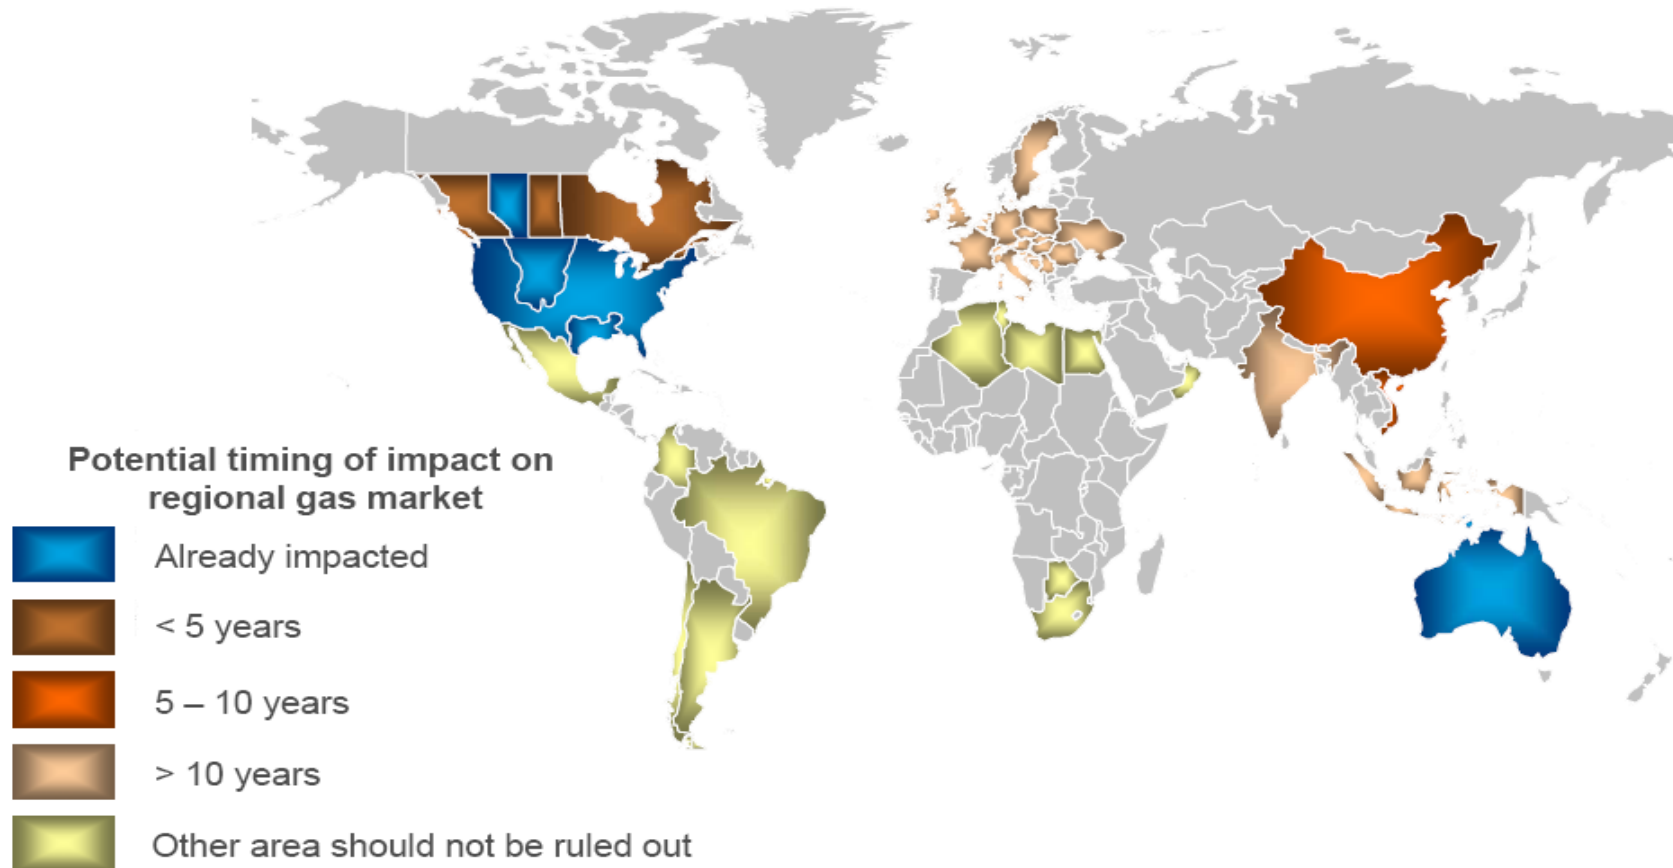 Potential timing of impact on
regional gas market
Already impacted
< 5 years
5 – 10 years
> 10 years
Other area should not be ruled out